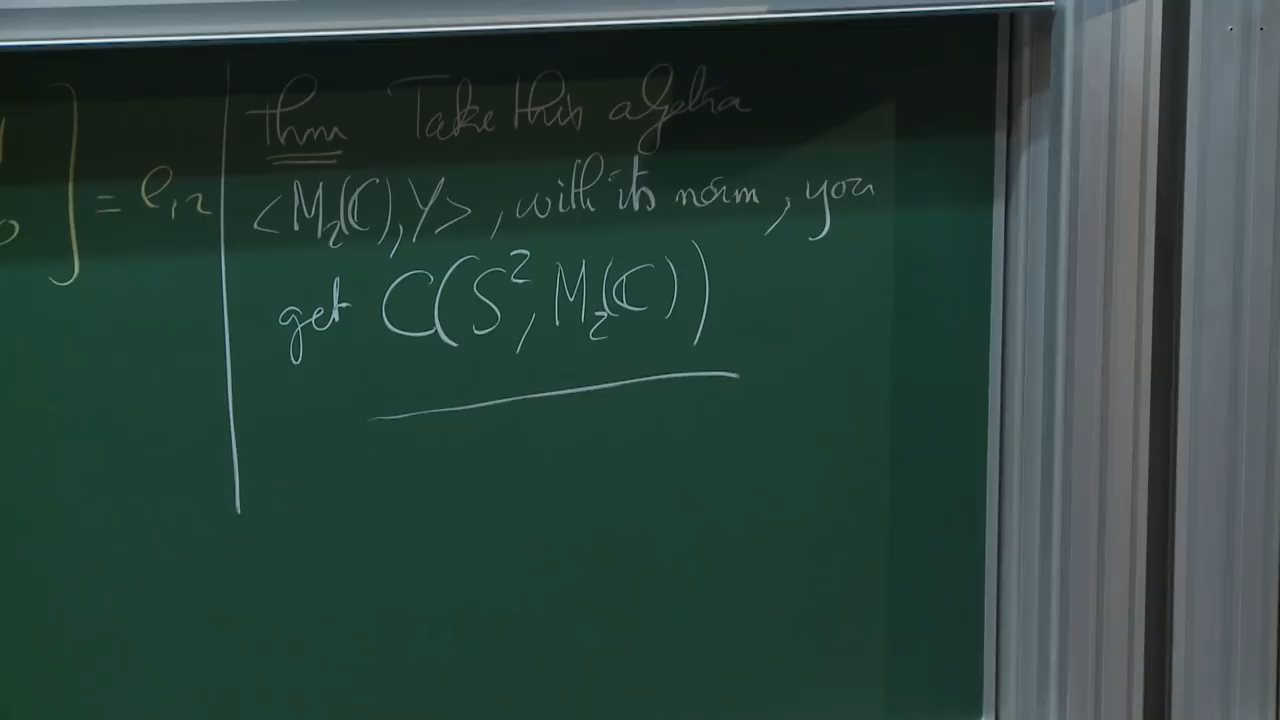 ] = e₁₂
Thm Take this algebra
<M₂(ℂ), Y>, with its norm, you
get C(S², M₂(ℂ))